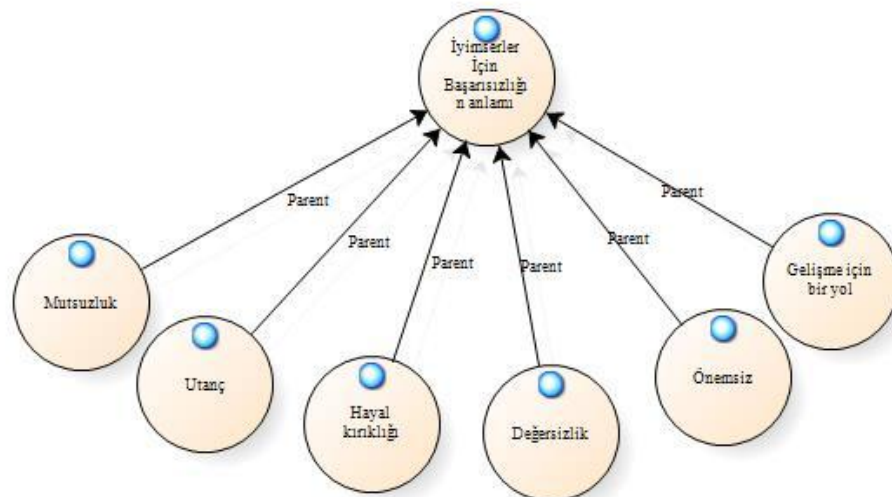 İyimserler
İçin
Başarısızlığı
n anlamı
Parent
Parent
Parent
Parent
Parent
Parent
Mutsuzluk
Utanç
Hayal
kırıklığı
Değersizlik
Önemsiz
Gelişme için
bir yol